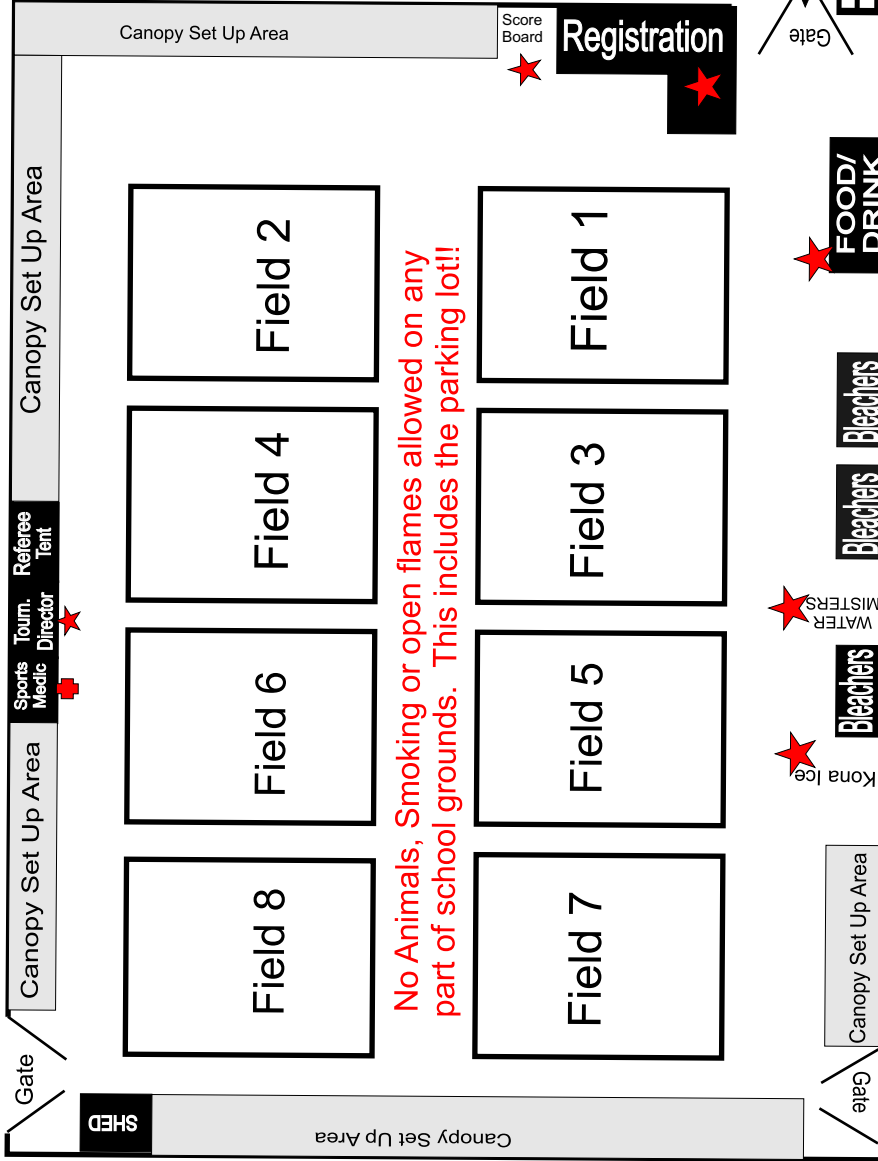 Canopy Set Up Area
Score
Board
Registration
Gate
Canopy Set Up Area
FOOD/
DRINK
Field 2
Field 1
No Animals, Smoking or open flames allowed on any
part of school grounds. This includes the parking lot!!
Bleachers
Field 4
Field 3
Bleachers
Referee
Tent
Tourn.
Director
WATER
MISTERS
Sports
Medic
Field 6
Field 5
Bleachers
Kona Ice
Canopy Set Up Area
Field 8
Field 7
Canopy Set Up Area
Gate
Gate
SHED
Canopy Set Up Area